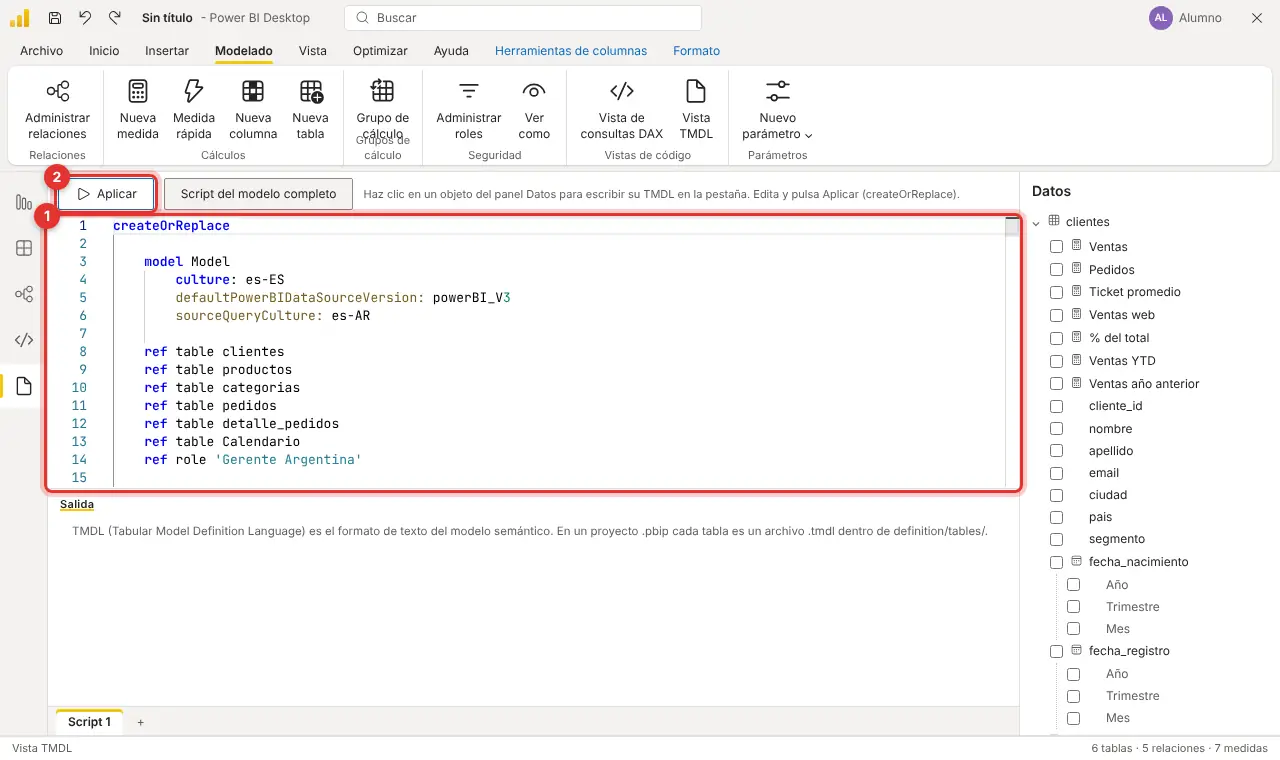 Sin título - Power BI Desktop
Buscar
AL Alumno
Archivo Inicio Insertar Modelado Vista Optimizar Ayuda Herramientas de columnas Formato
Administrar relaciones
Relaciones
Nueva medida
Medida rápida
Nueva columna
Nueva tabla
Cálculos
Grupo de cálculo
Grupos de cálculo
Administrar roles
Ver como
Seguridad
Vista de consultas DAX
Vista TMDL
Vistas de código
Nuevo parámetro
Parámetros
2
1
Aplicar
Script del modelo completo
Haz clic en un objeto del panel Datos para escribir su TMDL en la pestaña. Edita y pulsa Aplicar (createOrReplace).
1 createOrReplace
2
3 model Model
4 culture: es-ES
5 defaultPowerBIDataSourceVersion: powerBI_V3
6 sourceQueryCulture: es-AR
7
8 ref table clientes
9 ref table productos
10 ref table categorias
11 ref table pedidos
12 ref table detalle_pedidos
13 ref table Calendario
14 ref role 'Gerente Argentina'
15
Salida
TMDL (Tabular Model Definition Language) es el formato de texto del modelo semántico. En un proyecto .pbip cada tabla es un archivo .tmdl dentro de definition/tables/.
Script 1 +
Datos
clientes
Ventas
Pedidos
Ticket promedio
Ventas web
% del total
Ventas YTD
Ventas año anterior
cliente_id
nombre
apellido
email
ciudad
pais
segmento
fecha_nacimiento
Año
Trimestre
Mes
fecha_registro
Año
Trimestre
Mes
Vista TMDL
6 tablas · 5 relaciones · 7 medidas